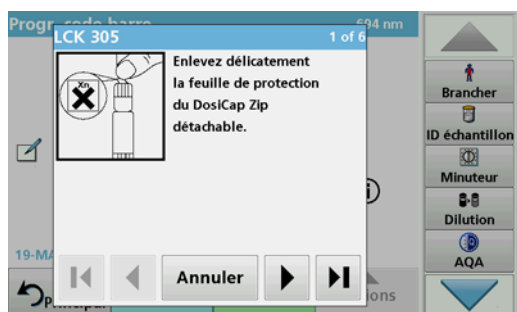 Progr. code barre
694 nm
LCK 305
1 of 6
Xn
Enlevez délicatement
la feuille de protection
du DosiCap Zip
détachable.
Brancher
ID échantillon
Minuteur
Dilution
AQA
Annuler